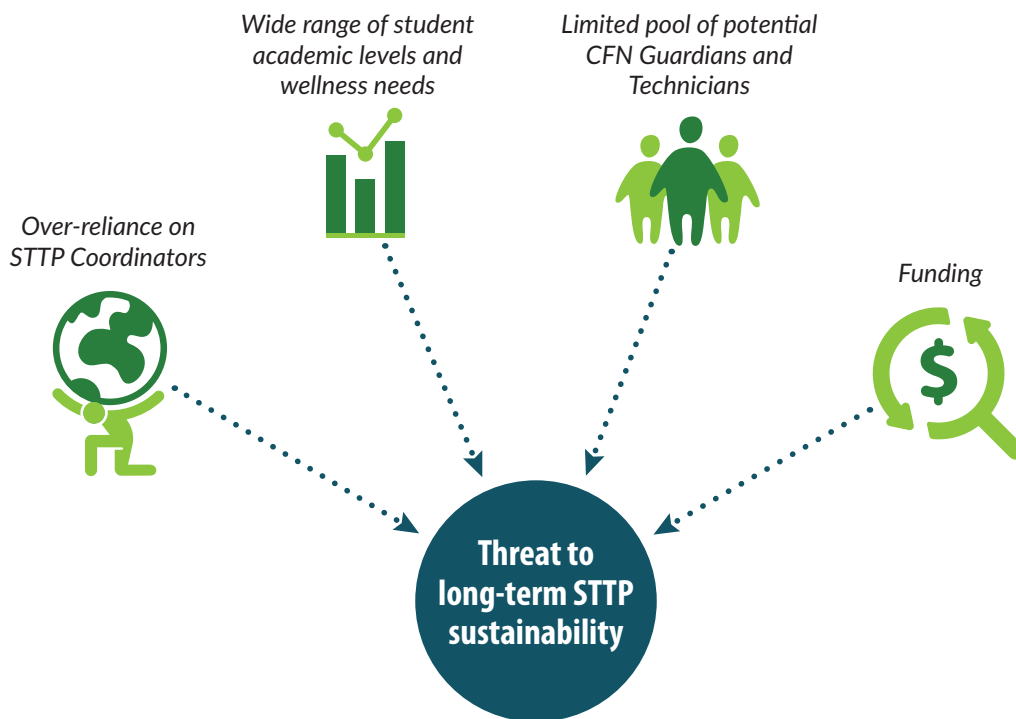 Wide range of student
academic levels and
wellness needs
Limited pool of potential
CFN Guardians and
Technicians
Over-reliance on
STTP Coordinators
Funding
$
Threat to
long-term STTP
sustainability